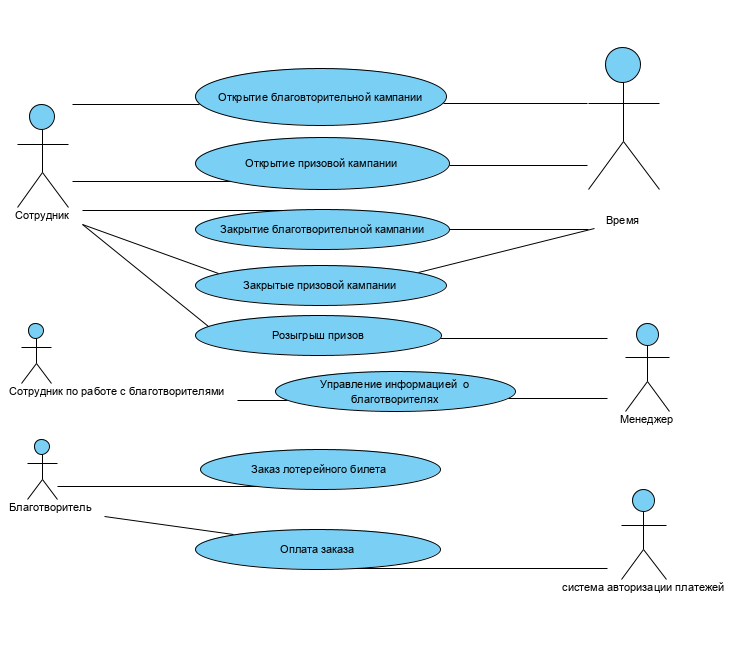 Открытие благовторительной кампании
Открытие призовой кампании
Сотрудник
Время
Закрытие благотворительной кампании
Закрытые призовой кампании
Розыгрыш призов
Сотрудник по работе с благотворителями
Управление информацией о
благотворителях
Менеджер
Заказ лотерейного билета
Благотворитель
Оплата заказа
система авторизации платежей